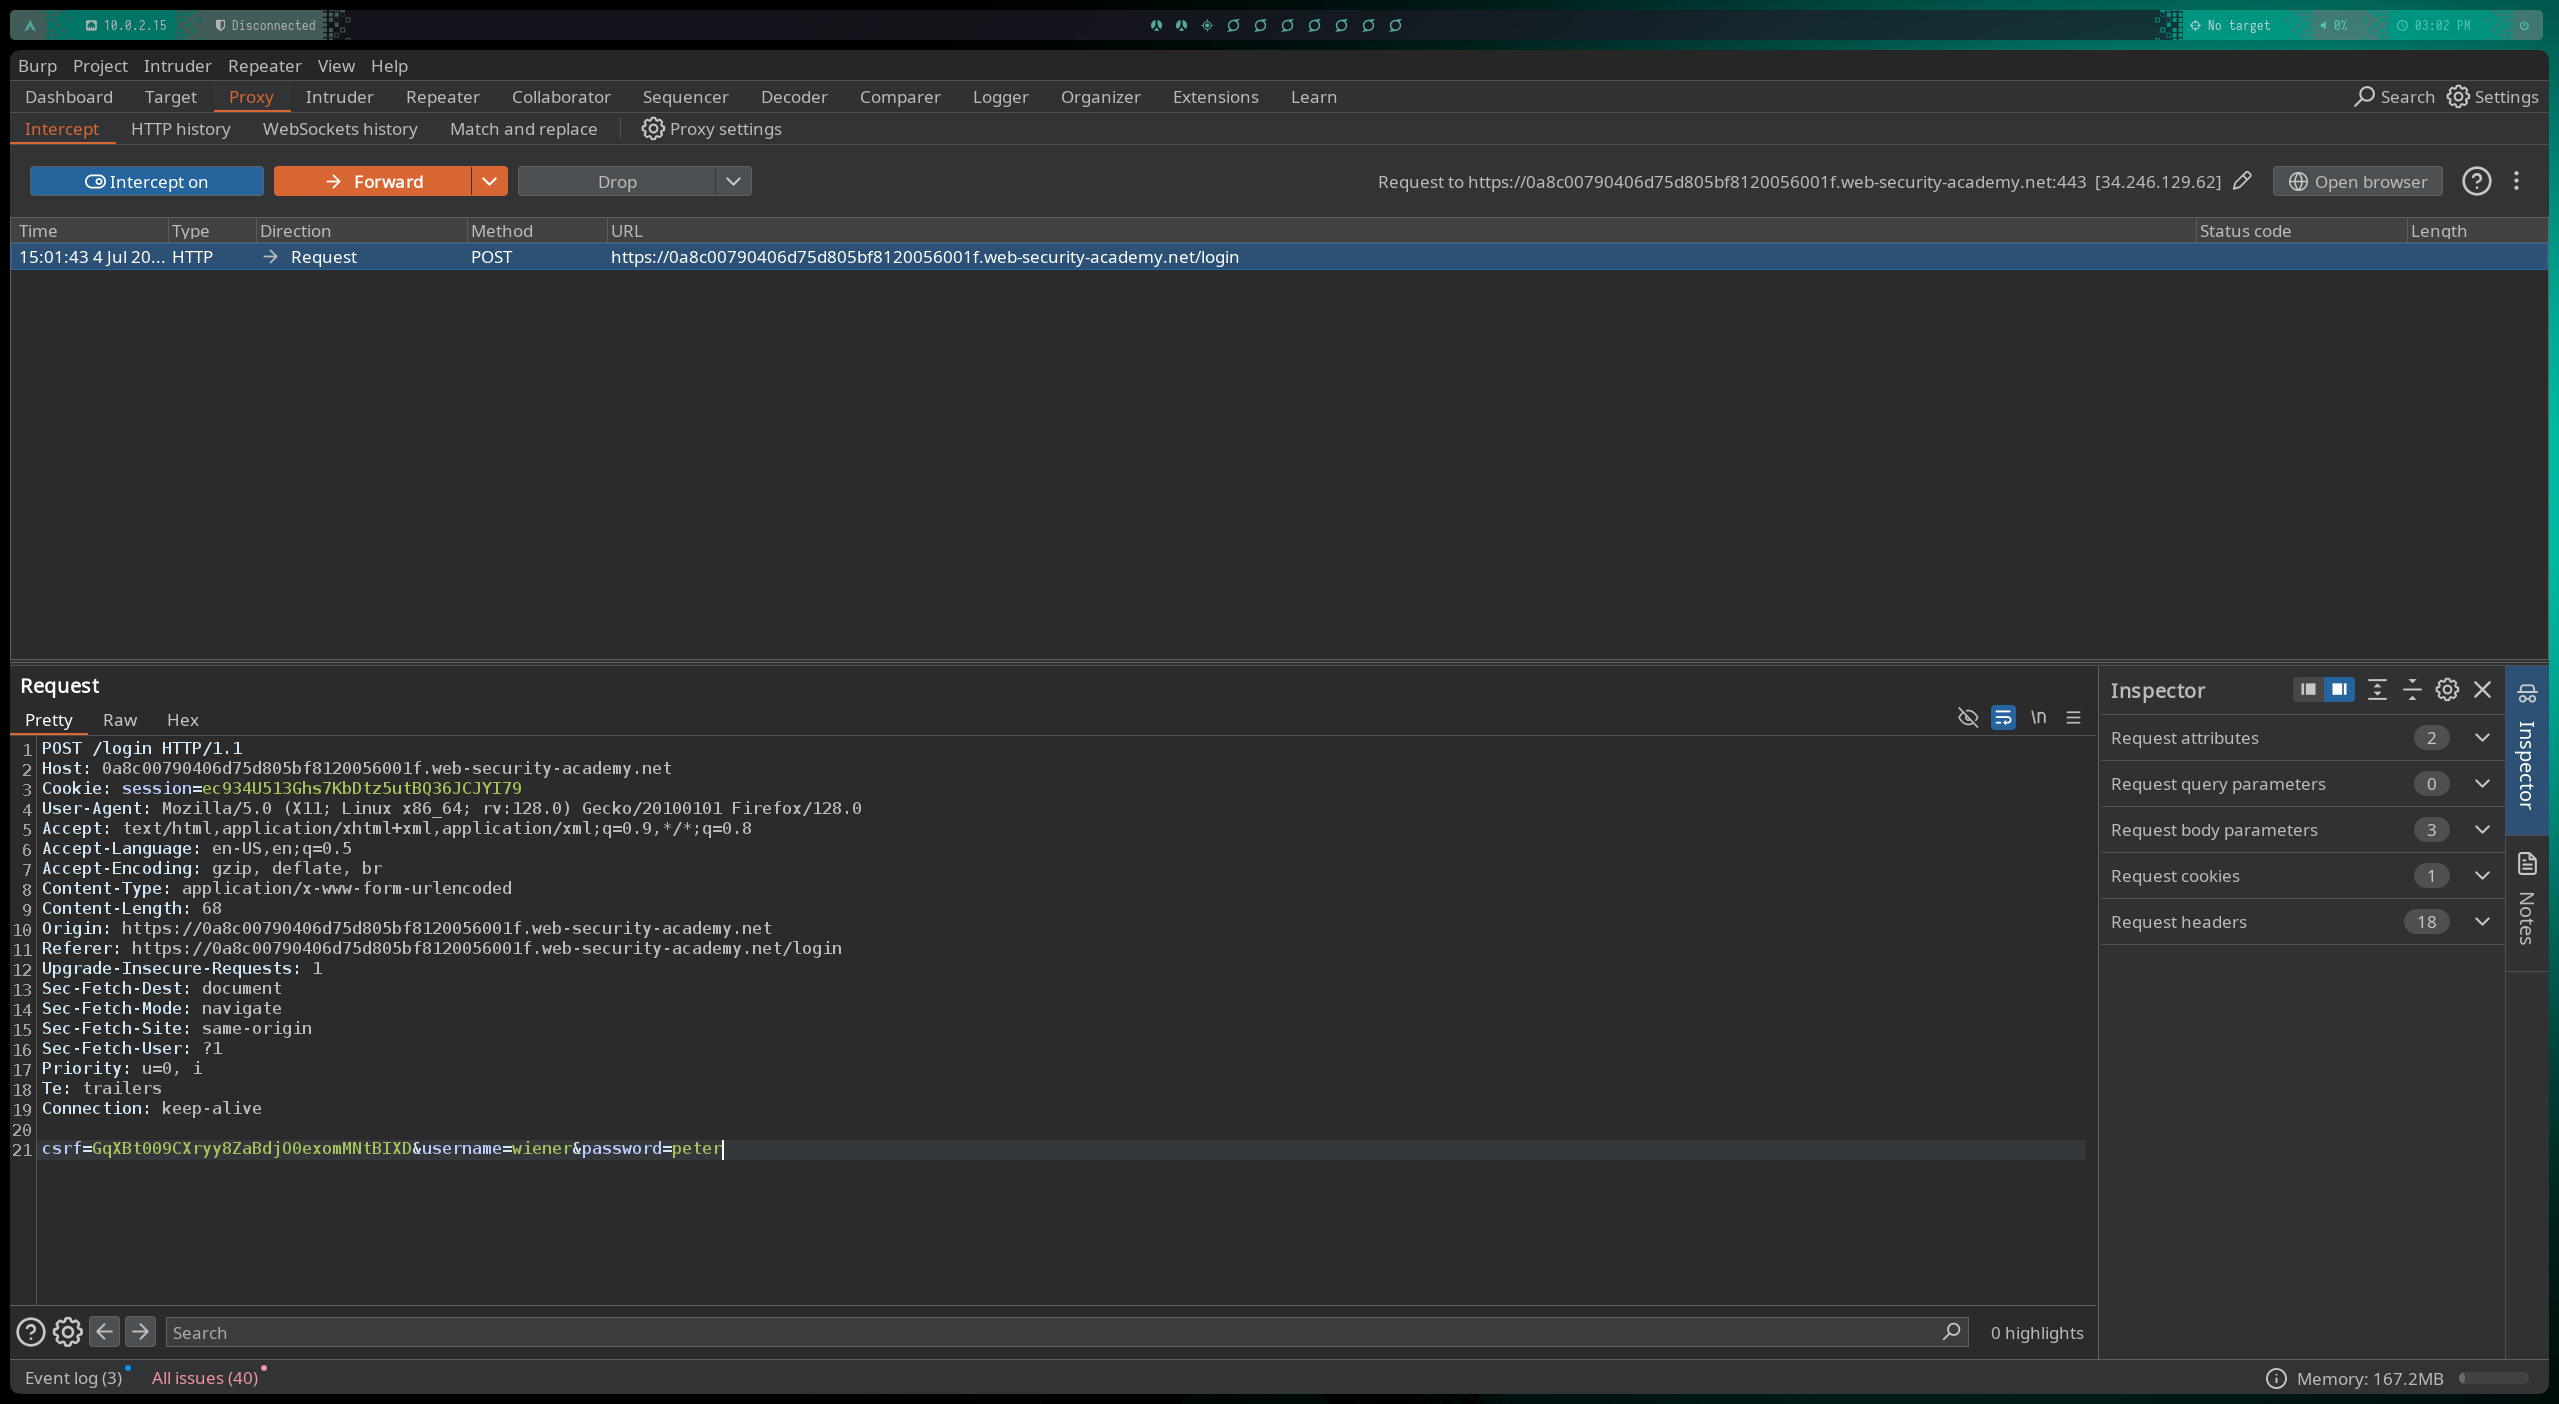 10.0.2.15 Disconnected No target 0% 03:02 PM
Burp Project Intruder Repeater View Help
Dashboard Target Proxy Intruder Repeater Collaborator Sequencer Decoder Comparer Logger Organizer Extensions Learn Search Settings
Intercept HTTP history WebSockets history Match and replace Proxy settings
Intercept on Forward Drop Request to https://0a8c00790406d75d805bf8120056001f.web-security-academy.net:443 [34.246.129.62] Open browser
Time Type Direction Method URL Status code Length
15:01:43 4 Jul 20... HTTP Request POST https://0a8c00790406d75d805bf8120056001f.web-security-academy.net/login
Request
Pretty Raw Hex \n
1 POST /login HTTP/1.1
2 Host: 0a8c00790406d75d805bf8120056001f.web-security-academy.net
3 Cookie: session=ec934U513Ghs7KbDtz5utBQ36JCJYI79
4 User-Agent: Mozilla/5.0 (X11; Linux x86_64; rv:128.0) Gecko/20100101 Firefox/128.0
5 Accept: text/html,application/xhtml+xml,application/xml;q=0.9,*/*;q=0.8
6 Accept-Language: en-US,en;q=0.5
7 Accept-Encoding: gzip, deflate, br
8 Content-Type: application/x-www-form-urlencoded
9 Content-Length: 68
10 Origin: https://0a8c00790406d75d805bf8120056001f.web-security-academy.net
11 Referer: https://0a8c00790406d75d805bf8120056001f.web-security-academy.net/login
12 Upgrade-Insecure-Requests: 1
13 Sec-Fetch-Dest: document
14 Sec-Fetch-Mode: navigate
15 Sec-Fetch-Site: same-origin
16 Sec-Fetch-User: ?1
17 Priority: u=0, i
18 Te: trailers
19 Connection: keep-alive
20
21 csrf=GqXBt009CXryy8ZaBdjO0exomMNtBIXD&username=wiener&password=peter
Inspector
Request attributes 2
Request query parameters 0
Request body parameters 3
Request cookies 1
Request headers 18
Inspector
Notes
Search 0 highlights
Event log (3) All issues (40) Memory: 167.2MB